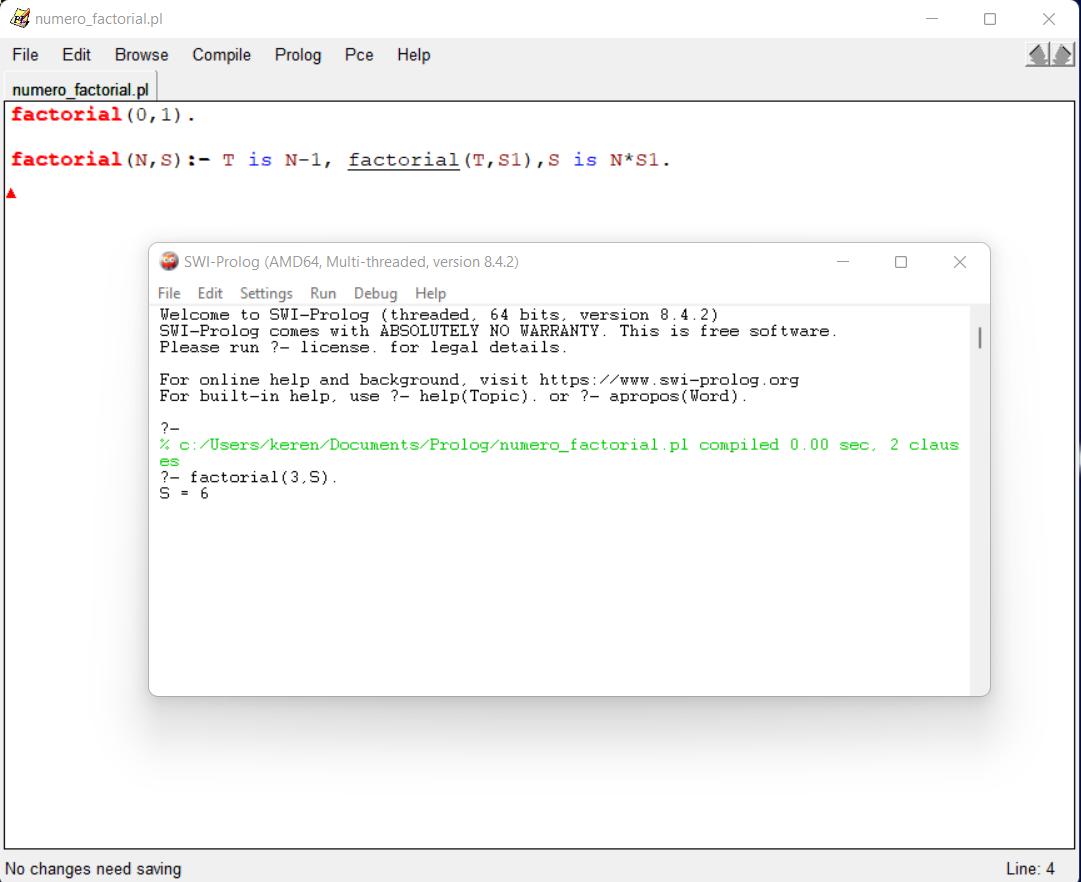 numero_factorial.pl
File Edit Browse Compile Prolog Pce Help
numero_factorial.pl
factorial(0,1).
factorial(N,S):- T is N-1, factorial(T,S1),S is N*S1.
SWI-Prolog (AMD64, Multi-threaded, version 8.4.2)
File Edit Settings Run Debug Help
Welcome to SWI-Prolog (threaded, 64 bits, version 8.4.2)
SWI-Prolog comes with ABSOLUTELY NO WARRANTY. This is free software.
Please run ?- license. for legal details.
For online help and background, visit https://www.swi-prolog.org
For built-in help, use ?- help(Topic). or ?- apropos(Word).
?-
% c:/Users/keren/Documents/Prolog/numero_factorial.pl compiled 0.00 sec, 2 claus
es
?- factorial(3,S).
S = 6
No changes need saving
Line: 4